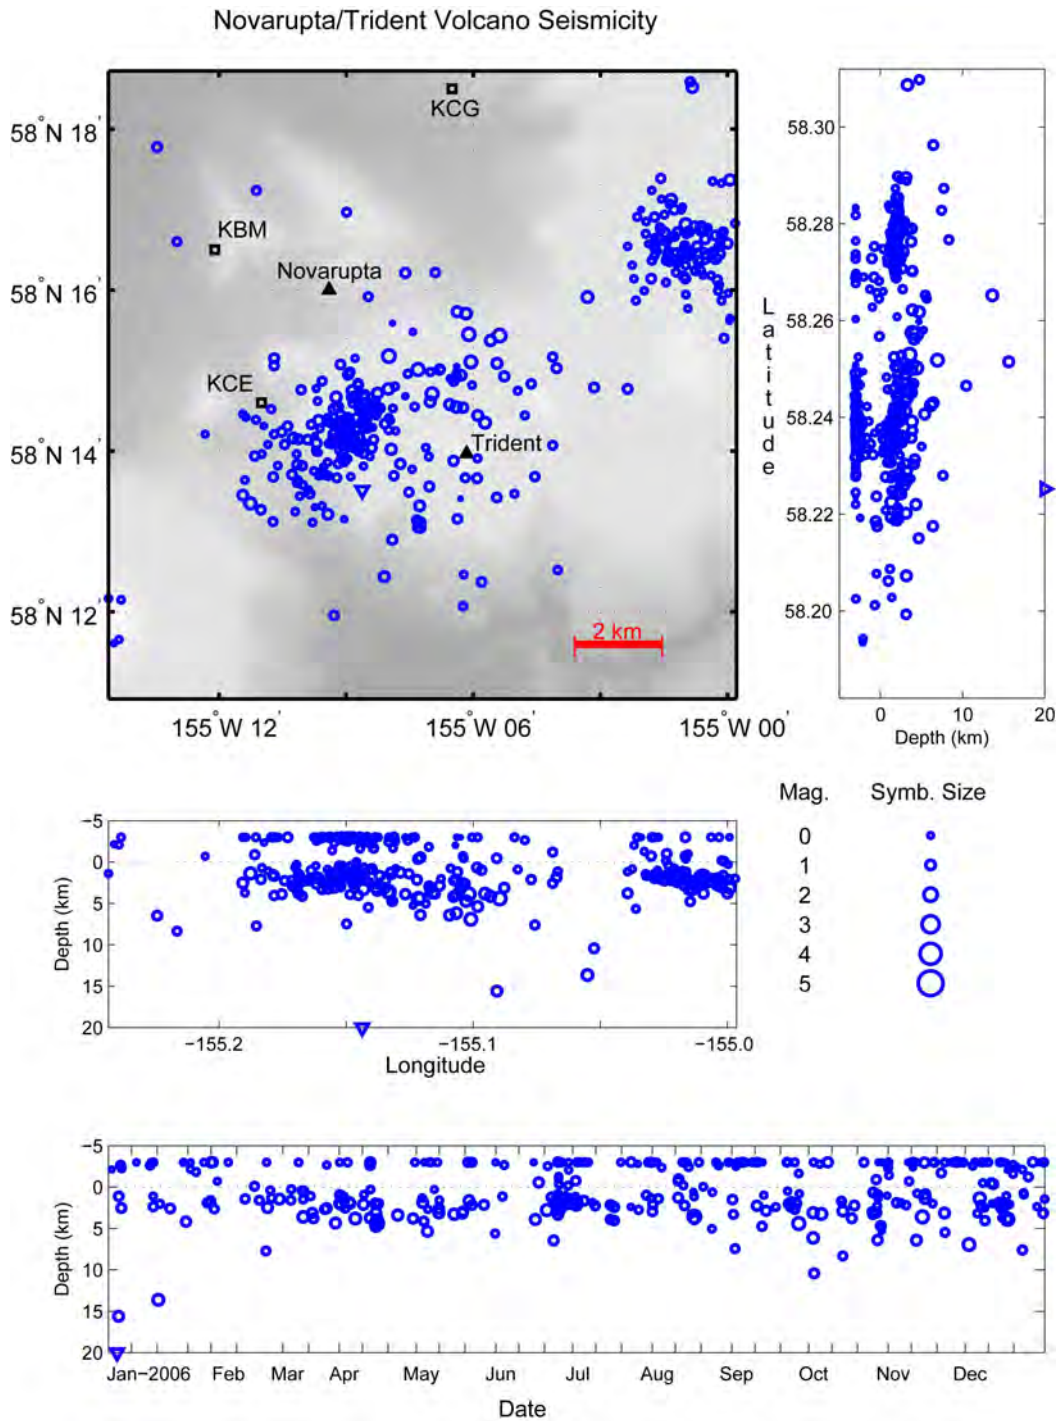 Novarupta/Trident Volcano Seismicity
58°N 18'
58°N 16'
58°N 14'
58°N 12'
KCG
KBM
Novarupta
KCE
Trident
2 km
155°W 12'
155°W 06'
155°W 00'
Latitude
58.30
58.28
58.26
58.24
58.22
58.20
0 10 20
Depth (km)
Mag. Symb. Size
0
1
2
3
4
5
Depth (km)
−5
0
5
10
15
20
−155.2 −155.1 −155.0
Longitude
Depth (km)
−5
0
5
10
15
20
Jan−2006 Feb Mar Apr May Jun Jul Aug Sep Oct Nov Dec
Date